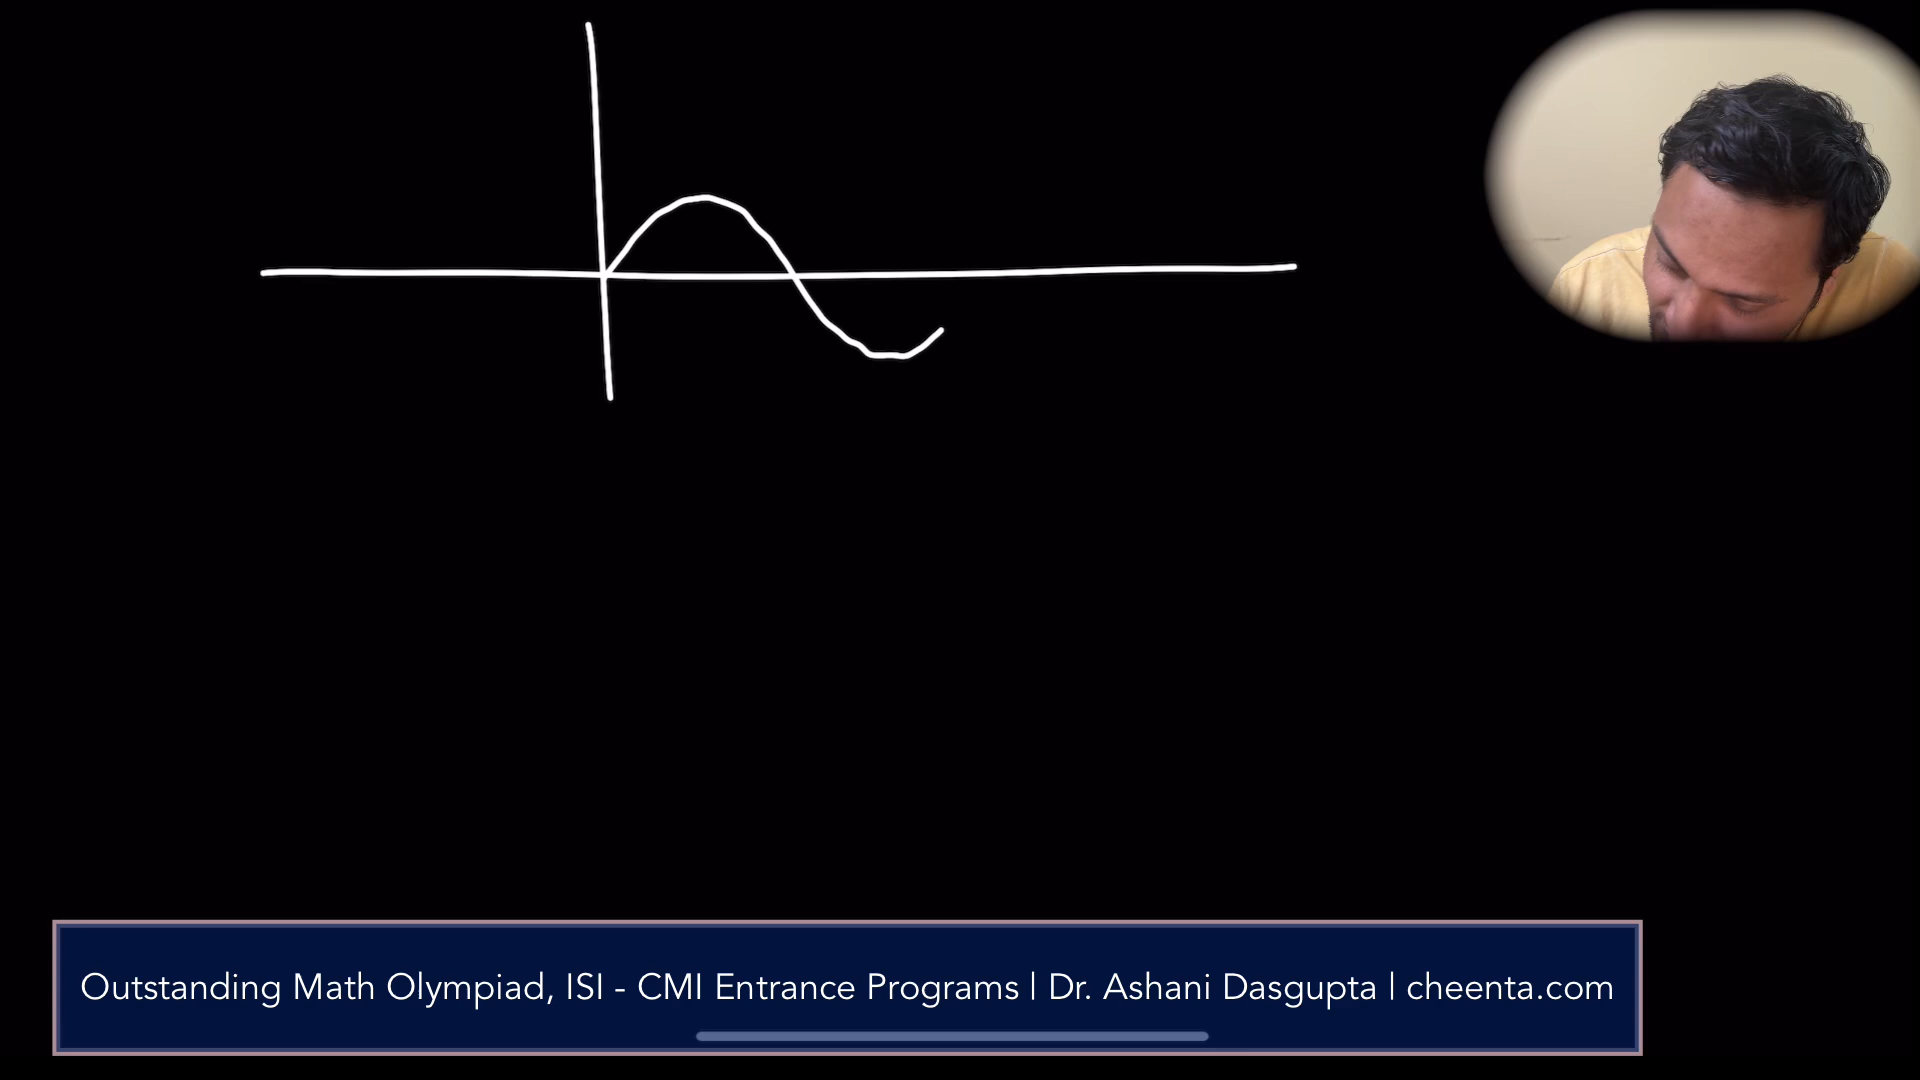 Outstanding Math Olympiad, ISI - CMI Entrance Programs | Dr. Ashani Dasgupta | cheenta.com